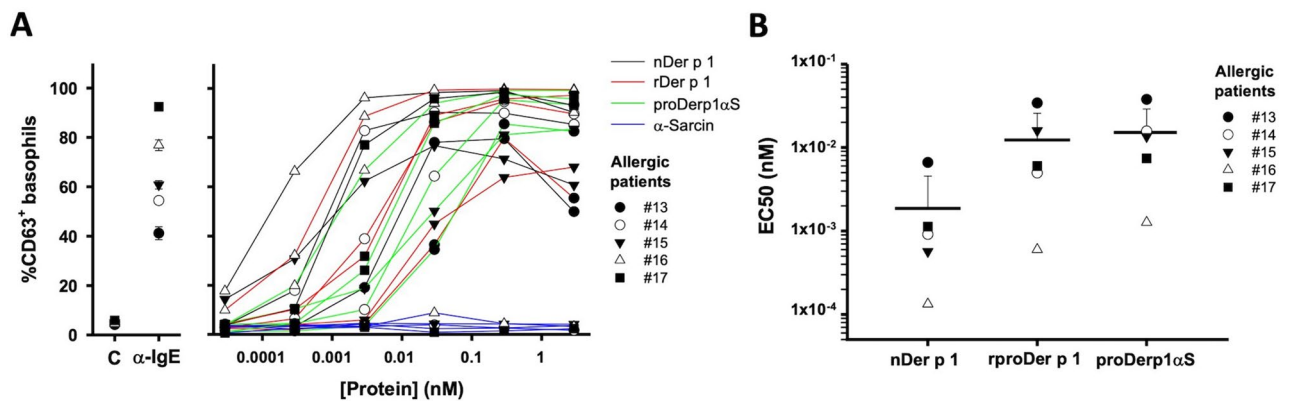 A
%CD63+ basophils
100
80
60
40
20
0
C α-IgE
0.0001 0.001 0.01 0.1 1
[Protein] (nM)
nDer p 1
rDer p 1
proDerp1αS
α-Sarcin
Allergic
patients
#13
#14
#15
#16
#17
B
EC50 (nM)
1x10-1
1x10-2
1x10-3
1x10-4
nDer p 1 rproDer p 1 proDerp1αS
Allergic
patients
#13
#14
#15
#16
#17